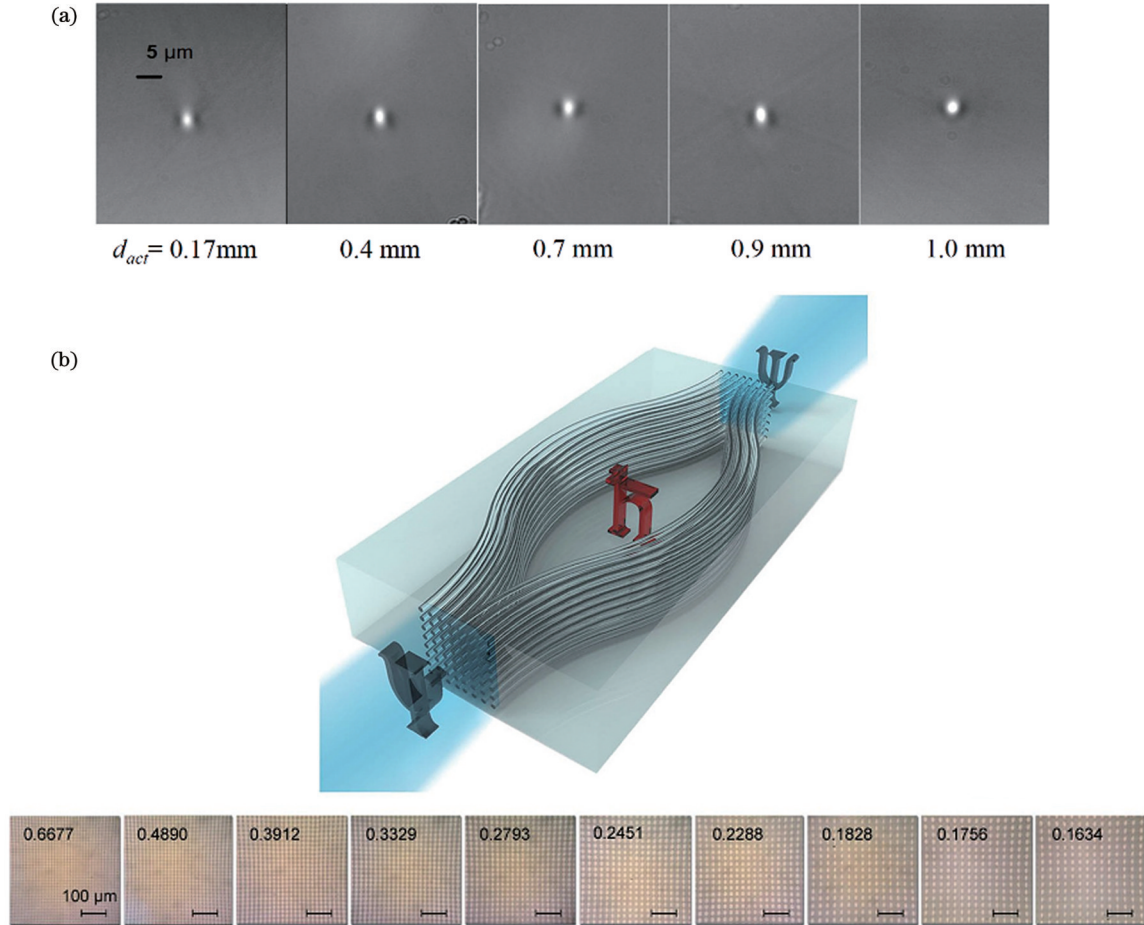 (a)
5 μm
d_act= 0.17mm 0.4 mm 0.7 mm 0.9 mm 1.0 mm
(b)
Ψ
ħ
Ψ
0.6677 0.4890 0.3912 0.3329 0.2793 0.2451 0.2288 0.1828 0.1756 0.1634
100 μm